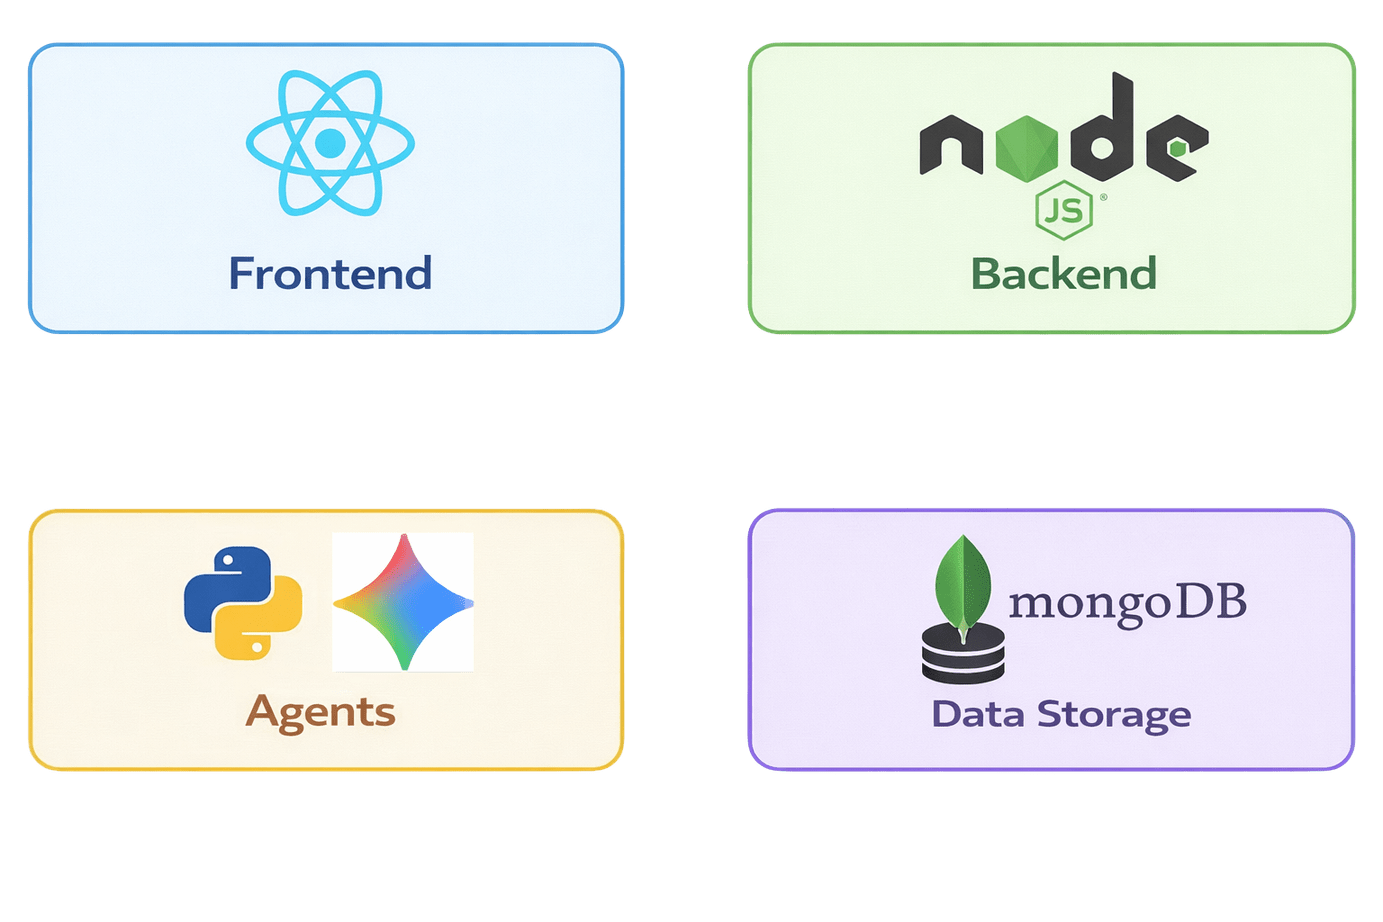 node
JS ®
Frontend
Backend
mongoDB
Agents
Data Storage